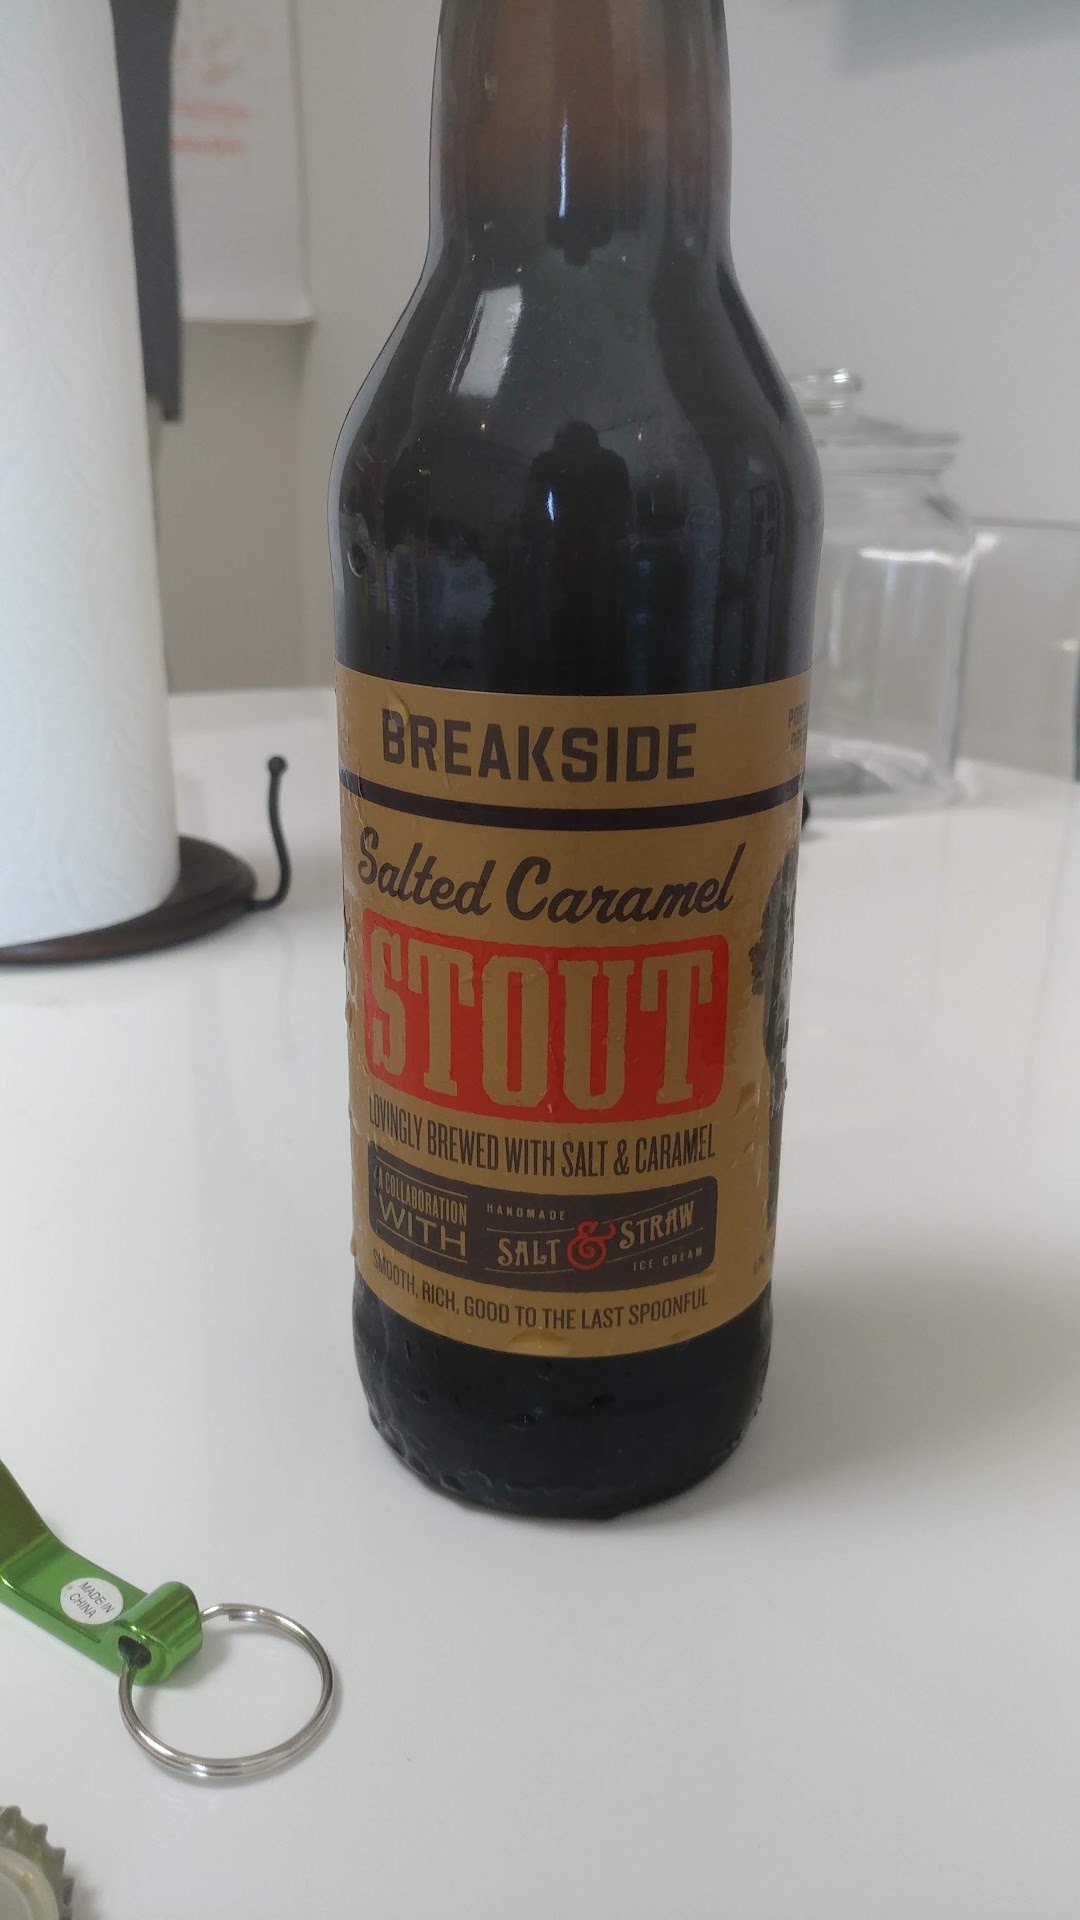 BREAKSIDE
Salted Caramel
STOUT
LOVINGLY BREWED WITH SALT & CARAMEL
A COLLABORATION
WITH
HANDMADE
SALT & STRAW
ICE CREAM
SMOOTH, RICH, GOOD TO THE LAST SPOONFUL
MADE IN
CHINA